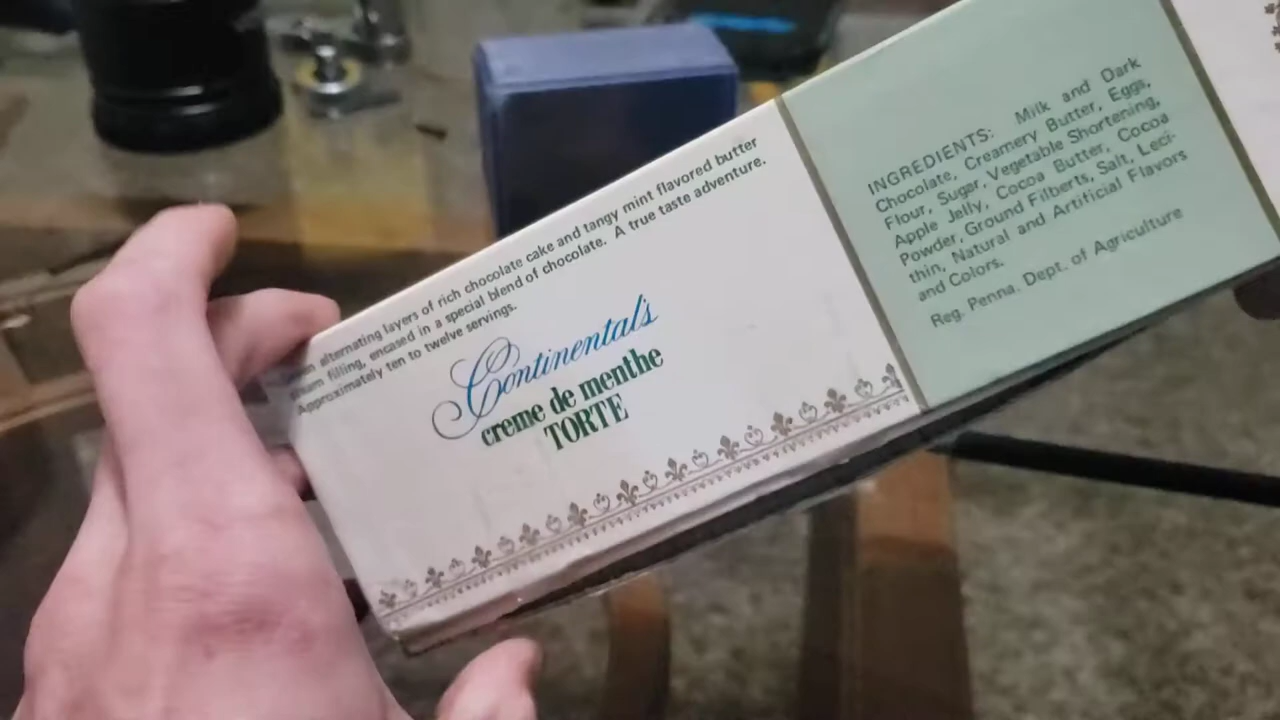 alternating layers of rich chocolate cake and tangy mint flavored butter
cream filling, encased in a special blend of chocolate. A true taste adventure.
Approximately ten to twelve servings.
Continental's
creme de menthe
TORTE
INGREDIENTS: Milk and Dark
Chocolate, Creamery Butter, Eggs,
Flour, Sugar, Vegetable Shortening,
Apple Jelly, Cocoa Butter, Cocoa
Powder, Ground Filberts, Salt, Leci-
thin, Natural and Artificial Flavors
and Colors.
Reg. Penna. Dept. of Agriculture